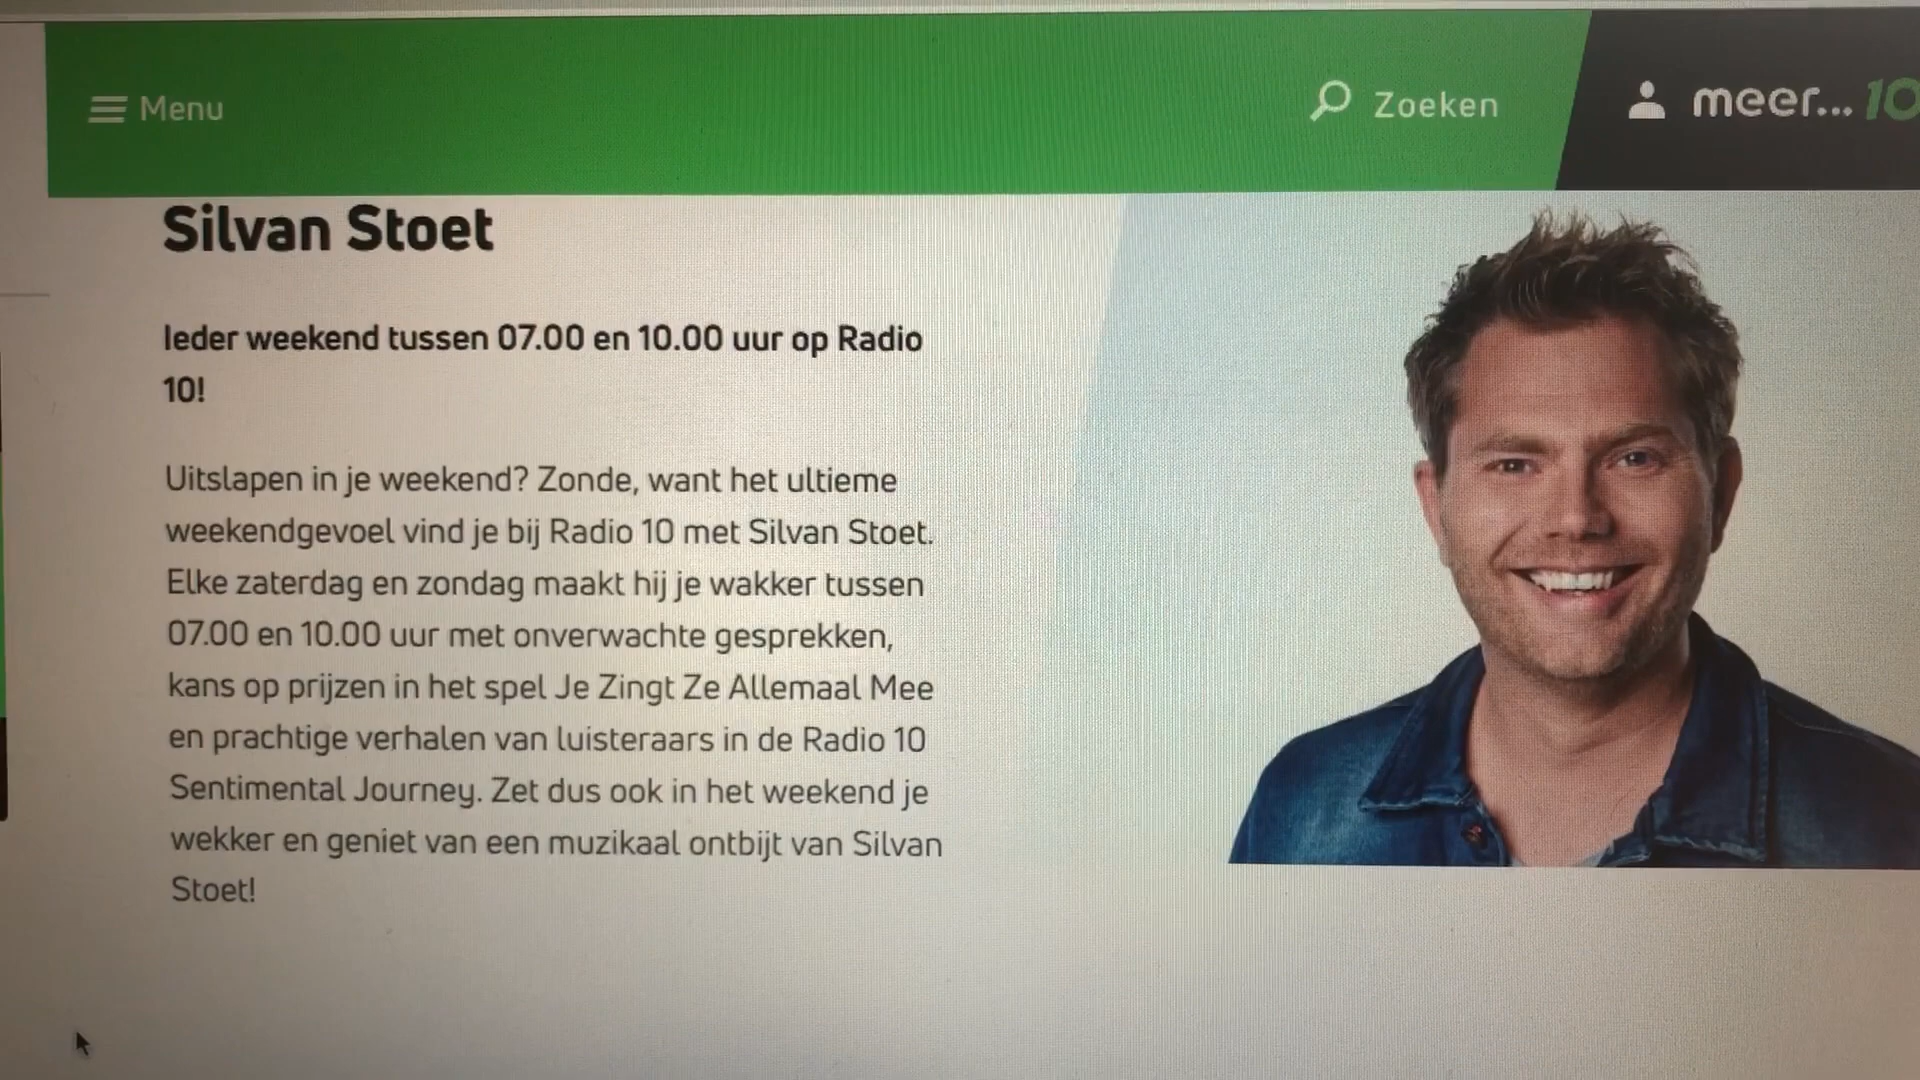 Menu
Zoeken
meer... 10
Silvan Stoet
Ieder weekend tussen 07.00 en 10.00 uur op Radio
10!
Uitslapen in je weekend? Zonde, want het ultieme
weekendgevoel vind je bij Radio 10 met Silvan Stoet.
Elke zaterdag en zondag maakt hij je wakker tussen
07.00 en 10.00 uur met onverwachte gesprekken,
kans op prijzen in het spel Je Zingt Ze Allemaal Mee
en prachtige verhalen van luisteraars in de Radio 10
Sentimental Journey. Zet dus ook in het weekend je
wekker en geniet van een muzikaal ontbijt van Silvan
Stoet!